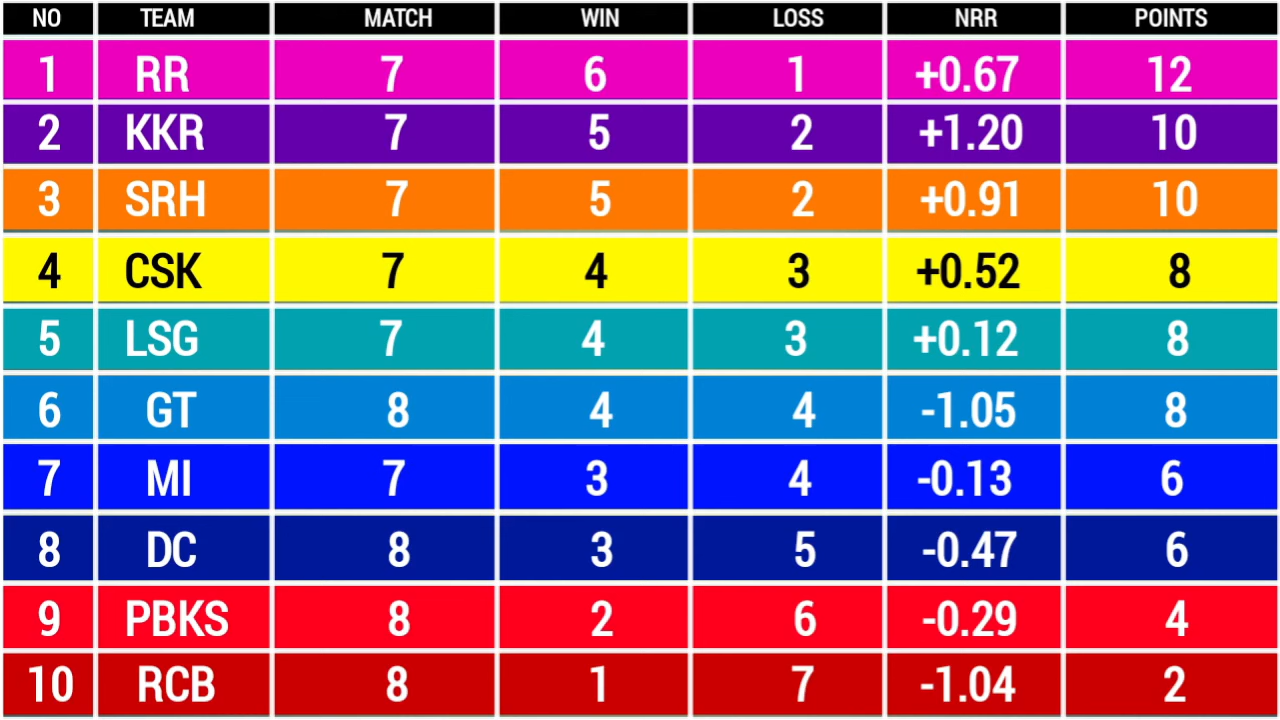 NO TEAM MATCH WIN LOSS NRR POINTS
1 RR 7 6 1 +0.67 12
2 KKR 7 5 2 +1.20 10
3 SRH 7 5 2 +0.91 10
4 CSK 7 4 3 +0.52 8
5 LSG 7 4 3 +0.12 8
6 GT 8 4 4 -1.05 8
7 MI 7 3 4 -0.13 6
8 DC 8 3 5 -0.47 6
9 PBKS 8 2 6 -0.29 4
10 RCB 8 1 7 -1.04 2